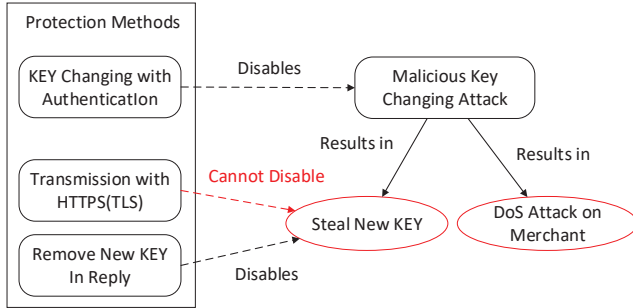 Protection Methods
KEY Changing with
AuthenticatIon
Disables
Malicious Key
Changing Attack
Results in
Results in
Transmission with
HTTPS(TLS)
Cannot Disable
Steal New KEY
DoS Attack on
Merchant
Remove New KEY
In Reply
Disables